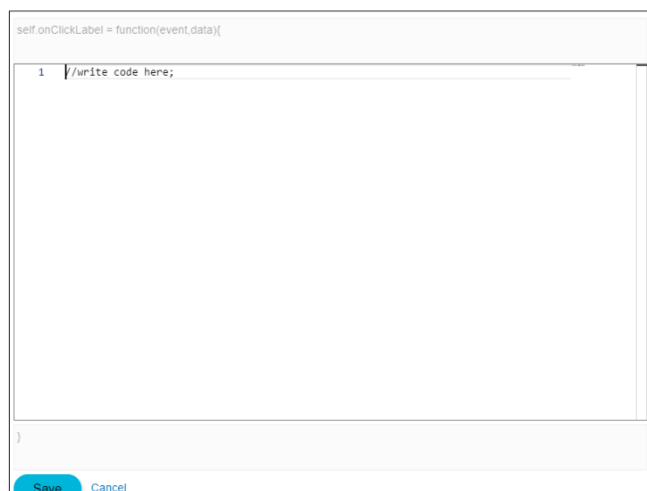 self.onClickLabel = function(event,data){
1 //write code here;
}
Save Cancel